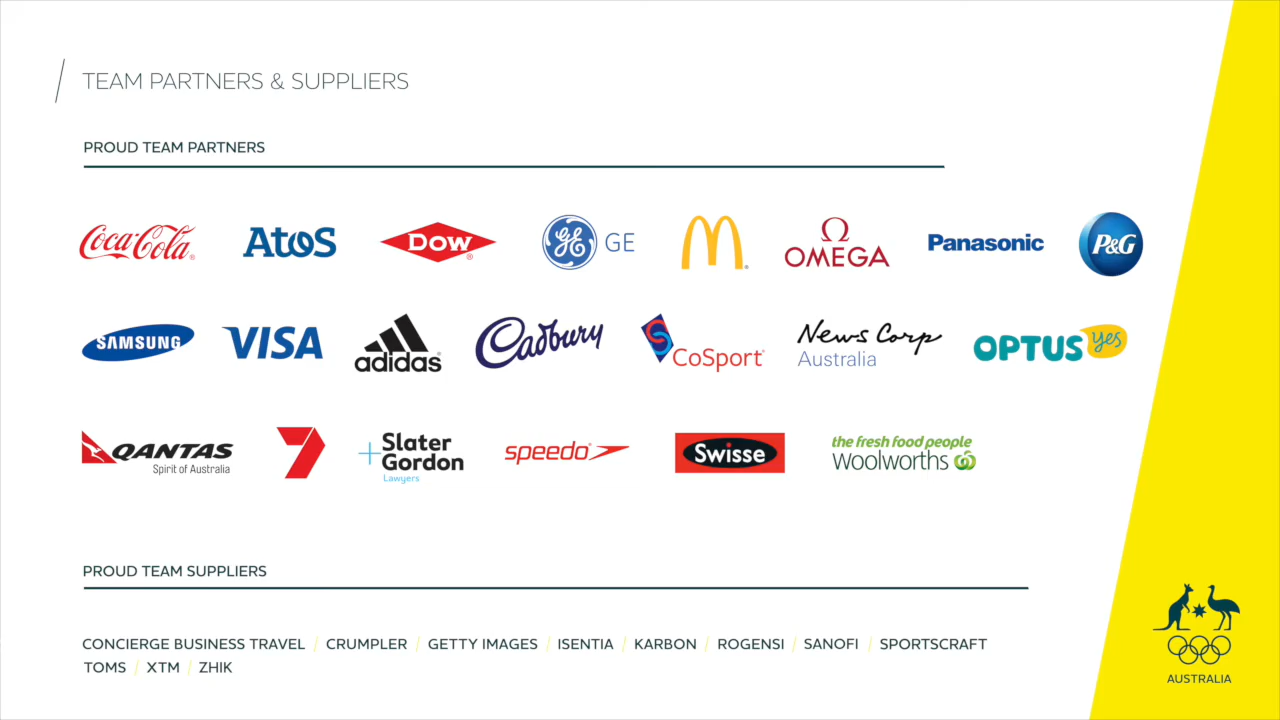 TEAM PARTNERS & SUPPLIERS
PROUD TEAM PARTNERS
Coca-Cola® AtoS Dow® GE GE M® Ω OMEGA Panasonic P&G
SAMSUNG VISA adidas® Cadbury CoSport® News Corp Australia OPTUS yes
QANTAS Spirit of Australia 7 Slater Gordon Lawyers speedo® Swisse the fresh food people Woolworths
PROUD TEAM SUPPLIERS
CONCIERGE BUSINESS TRAVEL / CRUMPLER / GETTY IMAGES / ISENTIA / KARBON / ROGENSI / SANOFI / SPORTSCRAFT
TOMS / XTM / ZHIK
AUSTRALIA